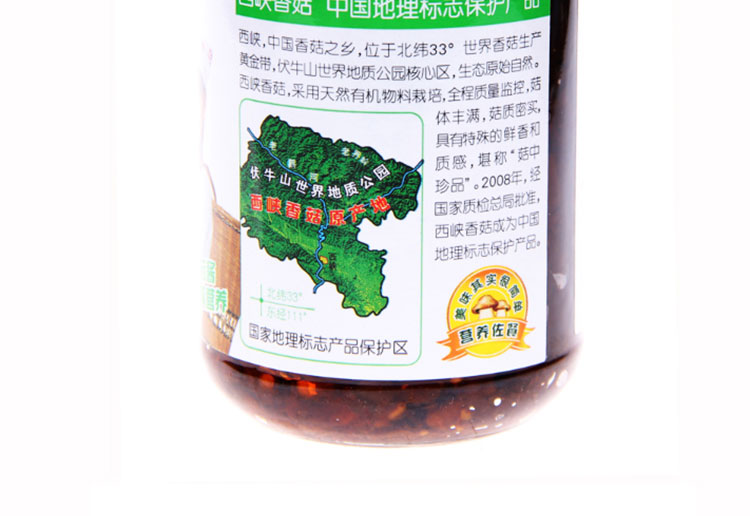 西峡香菇 中国地理标志保护产品
西峡,中国香菇之乡,位于北纬33°世界香菇生产
黄金带,伏牛山世界地质公园核心区,生态原始自然。
西峡香菇,采用天然有机物料栽培,全程质量监控,菇
体丰满,菇质密实,
具有特殊的鲜香和
质感,堪称“菇中
珍品”。2008年,经
国家质检总局批准,
西峡香菇成为中国
地理标志保护产品。
伏牛山世界地质公园
西峡香菇原产地
北纬33°
东经111°
国家地理标志产品保护区
美味其实很简单
营养佐餐